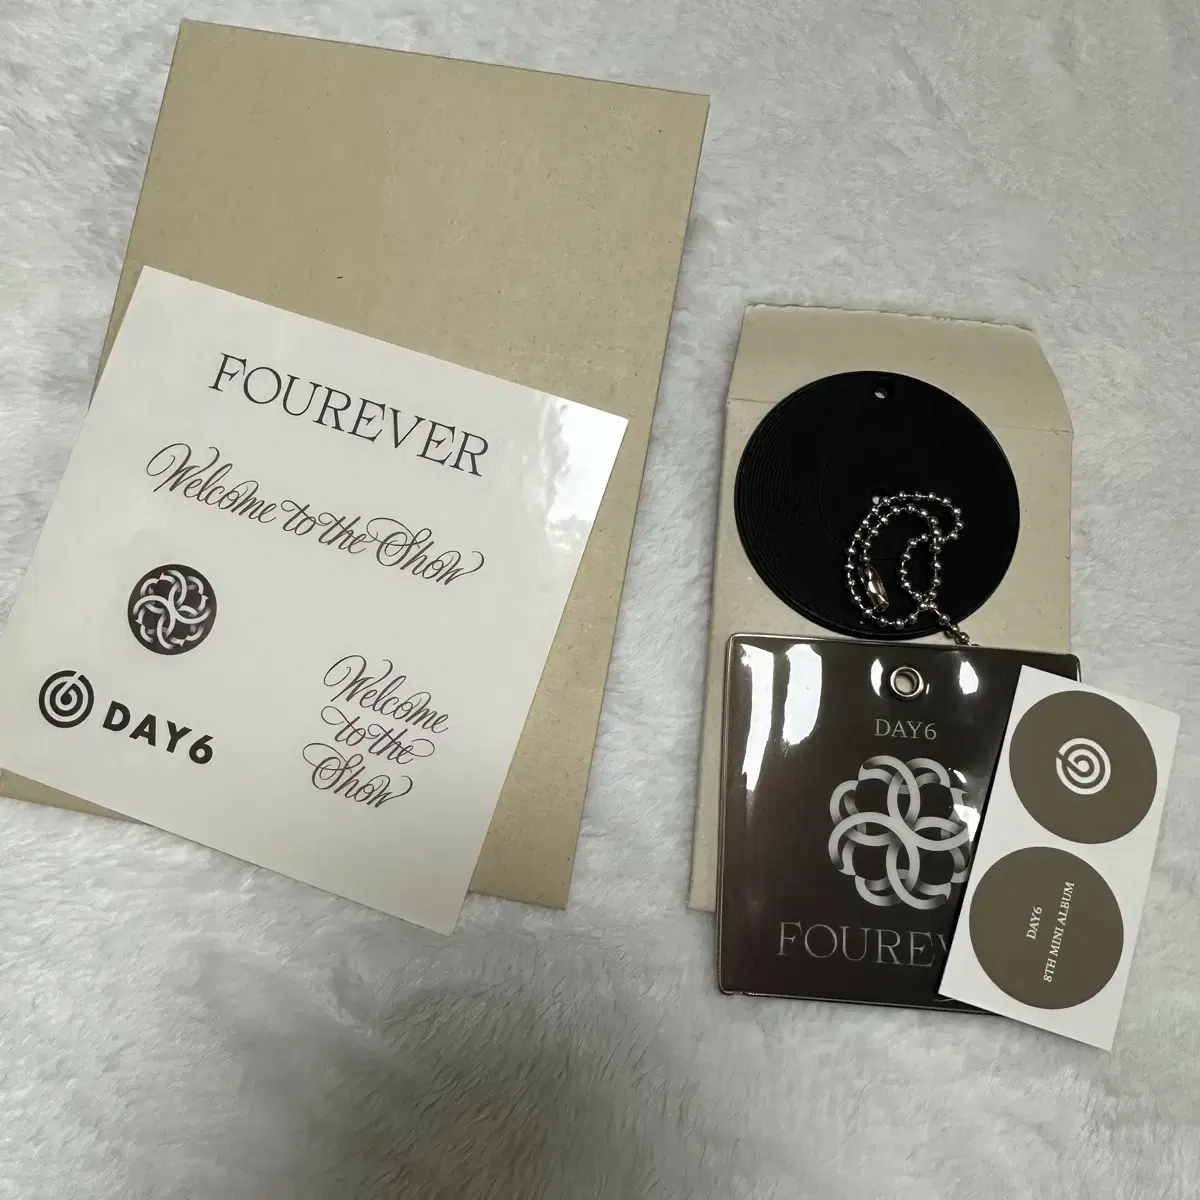 FOUREVER
Welcome to the Show
DAY6
Welcome
to the
Show
DAY6
FOUREV
DAY6
8TH MINI ALBUM